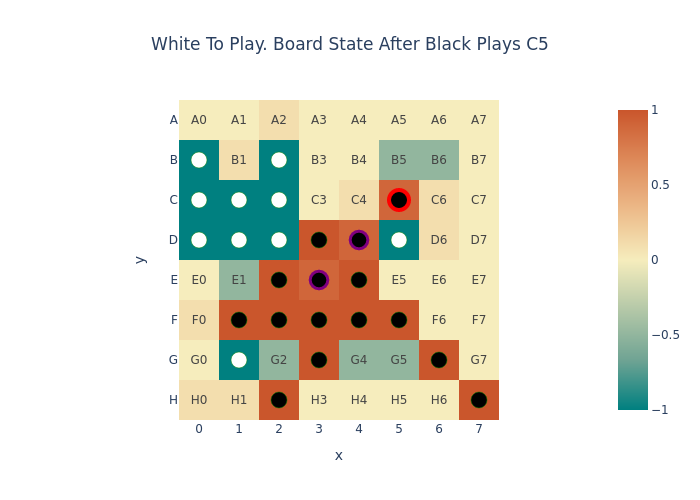 White To Play. Board State After Black Plays C5
A A0 A1 A2 A3 A4 A5 A6 A7
B B1 B3 B4 B5 B6 B7
C C3 C4 C6 C7
D D6 D7
E E0 E1 E5 E6 E7
F F0 F6 F7
G G0 G2 G4 G5 G7
H H0 H1 H3 H4 H5 H6
0 1 2 3 4 5 6 7
x
y
1
0.5
0
−0.5
−1